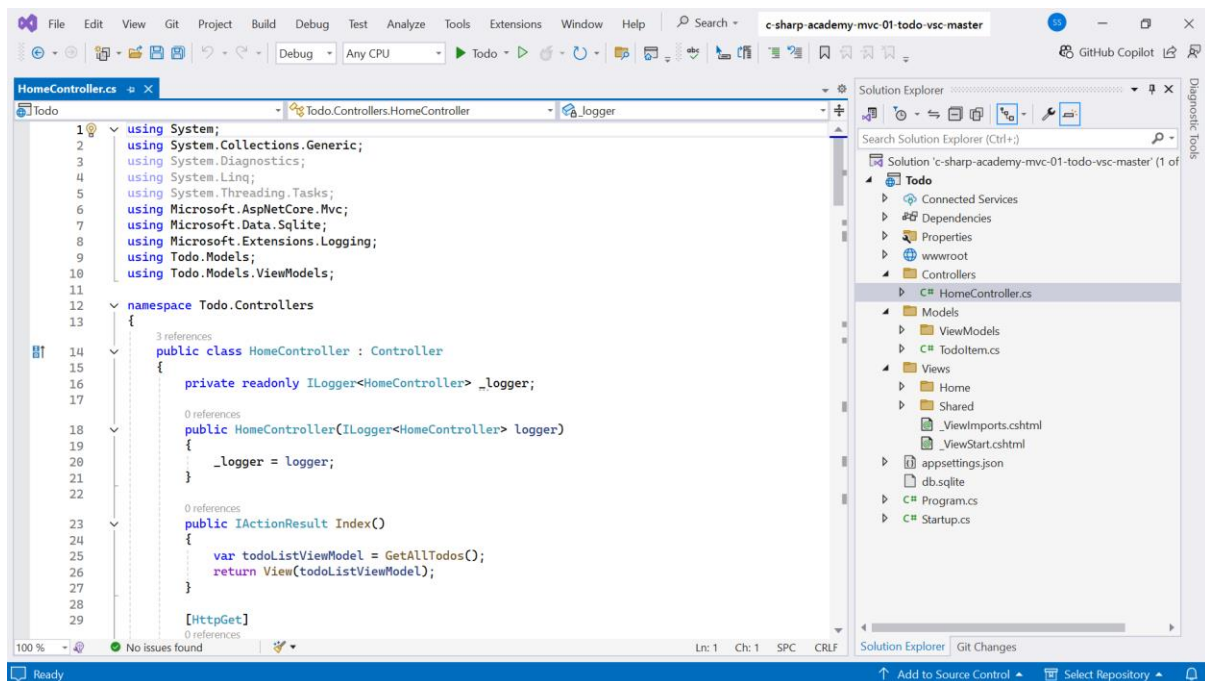 File Edit View Git Project Build Debug Test Analyze Tools Extensions Window Help Search c-sharp-academy-mvc-01-todo-vsc-master SS
Debug Any CPU Todo GitHub Copilot
HomeController.cs
Todo Todo.Controllers.HomeController _logger
1 using System;
2 using System.Collections.Generic;
3 using System.Diagnostics;
4 using System.Linq;
5 using System.Threading.Tasks;
6 using Microsoft.AspNetCore.Mvc;
7 using Microsoft.Data.Sqlite;
8 using Microsoft.Extensions.Logging;
9 using Todo.Models;
10 using Todo.Models.ViewModels;
11
12 namespace Todo.Controllers
13 {
3 references
14 public class HomeController : Controller
15 {
16 private readonly ILogger<HomeController> _logger;
17
0 references
18 public HomeController(ILogger<HomeController> logger)
19 {
20 _logger = logger;
21 }
22
0 references
23 public IActionResult Index()
24 {
25 var todoListViewModel = GetAllTodos();
26 return View(todoListViewModel);
27 }
28
29 [HttpGet]
0 references
100 % No issues found Ln: 1 Ch: 1 SPC CRLF
Solution Explorer
Search Solution Explorer (Ctrl+;)
Solution 'c-sharp-academy-mvc-01-todo-vsc-master' (1 of
Todo
Connected Services
Dependencies
Properties
wwwroot
Controllers
C# HomeController.cs
Models
ViewModels
C# TodoItem.cs
Views
Home
Shared
_ViewImports.cshtml
_ViewStart.cshtml
appsettings.json
db.sqlite
C# Program.cs
C# Startup.cs
Solution Explorer Git Changes
Diagnostic Tools
Ready Add to Source Control Select Repository